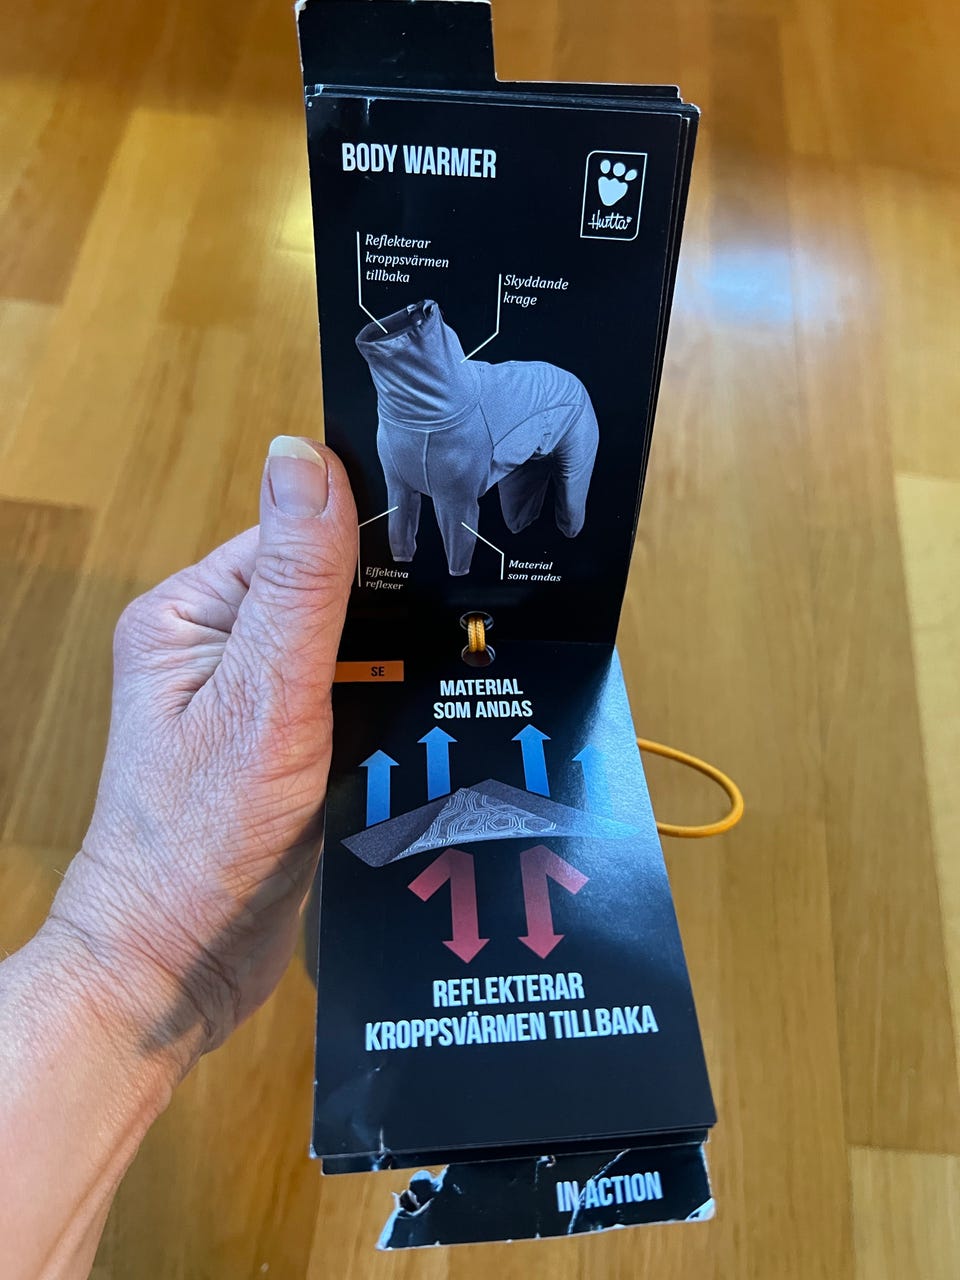 BODY WARMER
Hurtta
Reflekterar
kroppsvärmen
tillbaka
Skyddande
krage
Effektiva
reflexer
Material
som andas
SE
MATERIAL
SOM ANDAS
REFLEKTERAR
KROPPSVÄRMEN TILLBAKA
IN ACTION